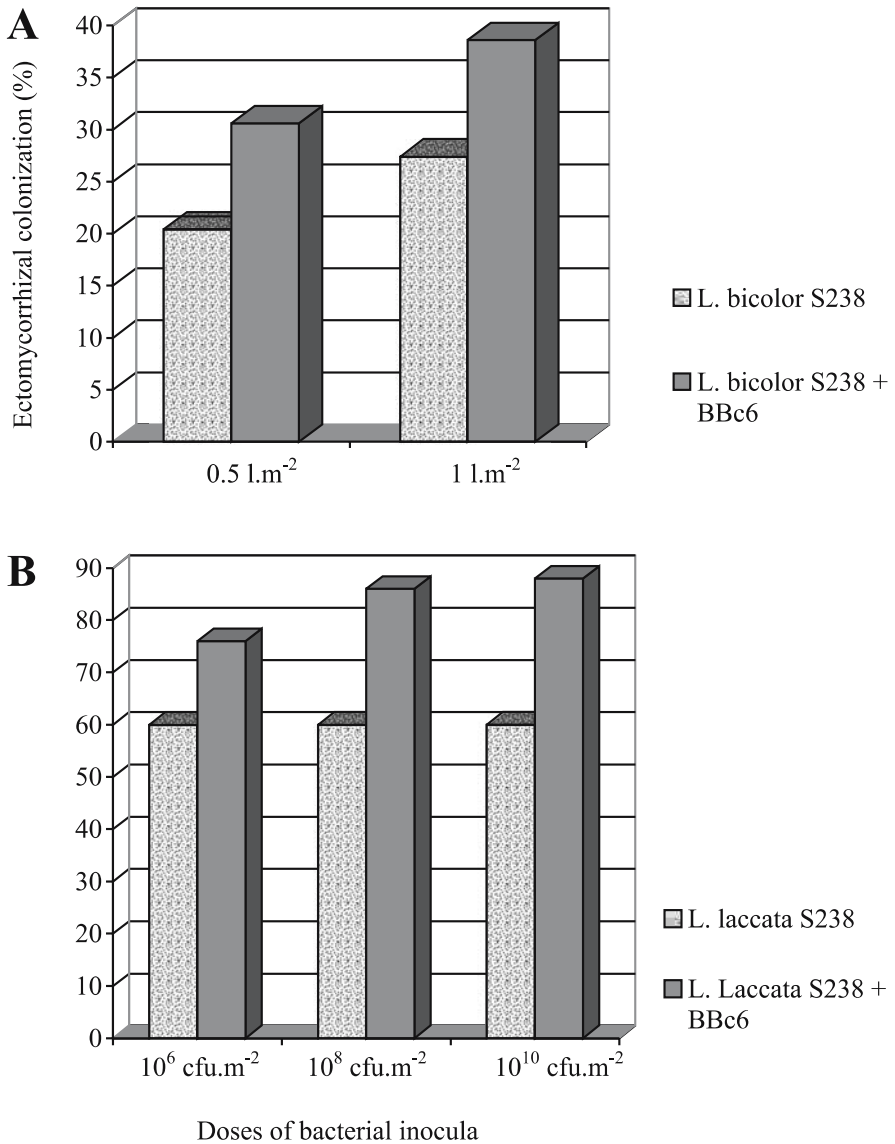 A
Ectomycorrhizal colonization (%)
40
35
30
25
20
15
10
5
0
0.5 l.m-2
1 l.m-2
L. bicolor S238
L. bicolor S238 +
BBc6
B
90
80
70
60
50
40
30
20
10
0
10⁶ cfu.m-2
10⁸ cfu.m-2
10¹⁰ cfu.m-2
L. laccata S238
L. Laccata S238 +
BBc6
Doses of bacterial inocula